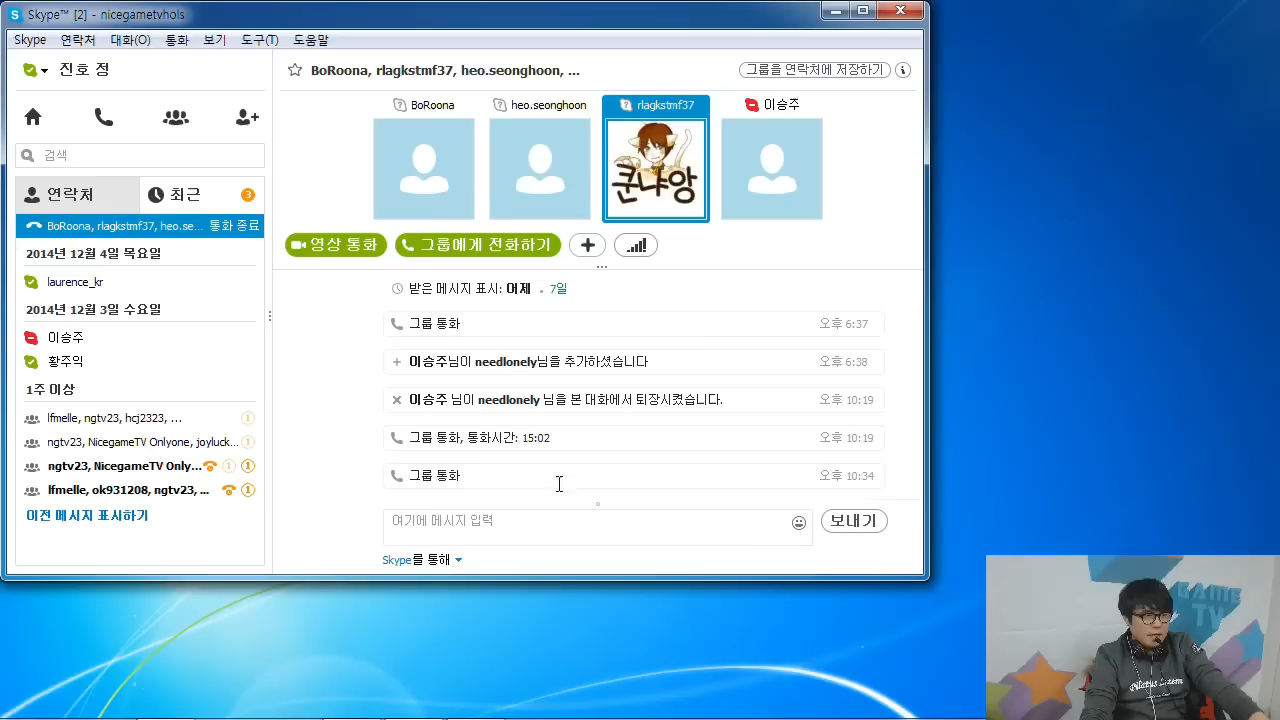 Skype™ [2] - nicegametvhols
Skype 연락처 대화(O) 통화 보기 도구(T) 도움말
진호 정
검색
연락처 최근 3
BoRoona, rlagkstmf37, heo.se... 통화 종료
2014년 12월 4일 목요일
laurence_kr
2014년 12월 3일 수요일
이승주
황주익
1주 이상
lfmelle, ngtv23, hcj2323, ... 1
ngtv23, NicegameTV Onlyone, joyluck... 1
ngtv23, NicegameTV Only... 1 1
lfmelle, ok931208, ngtv23, ... 1
이전 메시지 표시하기
BoRoona, rlagkstmf37, heo.seonghoon, ...
그룹을 연락처에 저장하기
BoRoona heo.seonghoon rlagkstmf37 이승주
쿤냐앙
영상 통화 그룹에게 전화하기
받은 메시지 표시: 어제 . 7일
그룹 통화 오후 6:37
이승주님이 needlonely님을 추가하셨습니다 오후 6:38
이승주 님이 needlonely 님을 본 대화에서 퇴장시켰습니다. 오후 10:19
그룹 통화, 통화시간: 15:02 오후 10:19
그룹 통화 오후 10:34
여기에 메시지 입력
보내기
Skype를 통해
GAME
TV